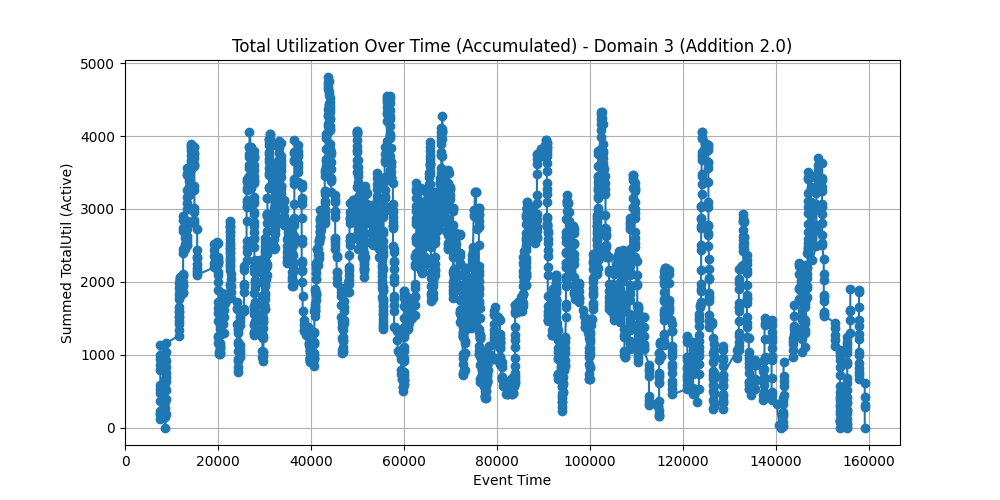 Total Utilization Over Time (Accumulated) - Domain 3 (Addition 2.0)
5000
4000
3000
2000
1000
0
Summed TotalUtil (Active)
0 20000 40000 60000 80000 100000 120000 140000 160000
Event Time